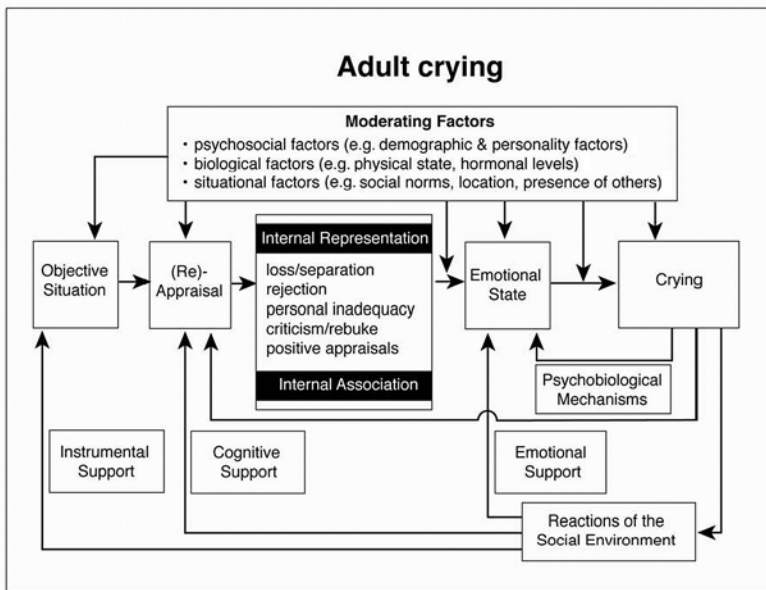 Adult crying
Moderating Factors
• psychosocial factors (e.g. demographic & personality factors)
• biological factors (e.g. physical state, hormonal levels)
• situational factors (e.g. social norms, location, presence of others)
Objective
Situation
(Re)-
Appraisal
Internal Representation
loss/separation
rejection
personal inadequacy
criticism/rebuke
positive appraisals
Internal Association
Emotional
State
Crying
Psychobiological
Mechanisms
Instrumental
Support
Cognitive
Support
Emotional
Support
Reactions of the
Social Environment